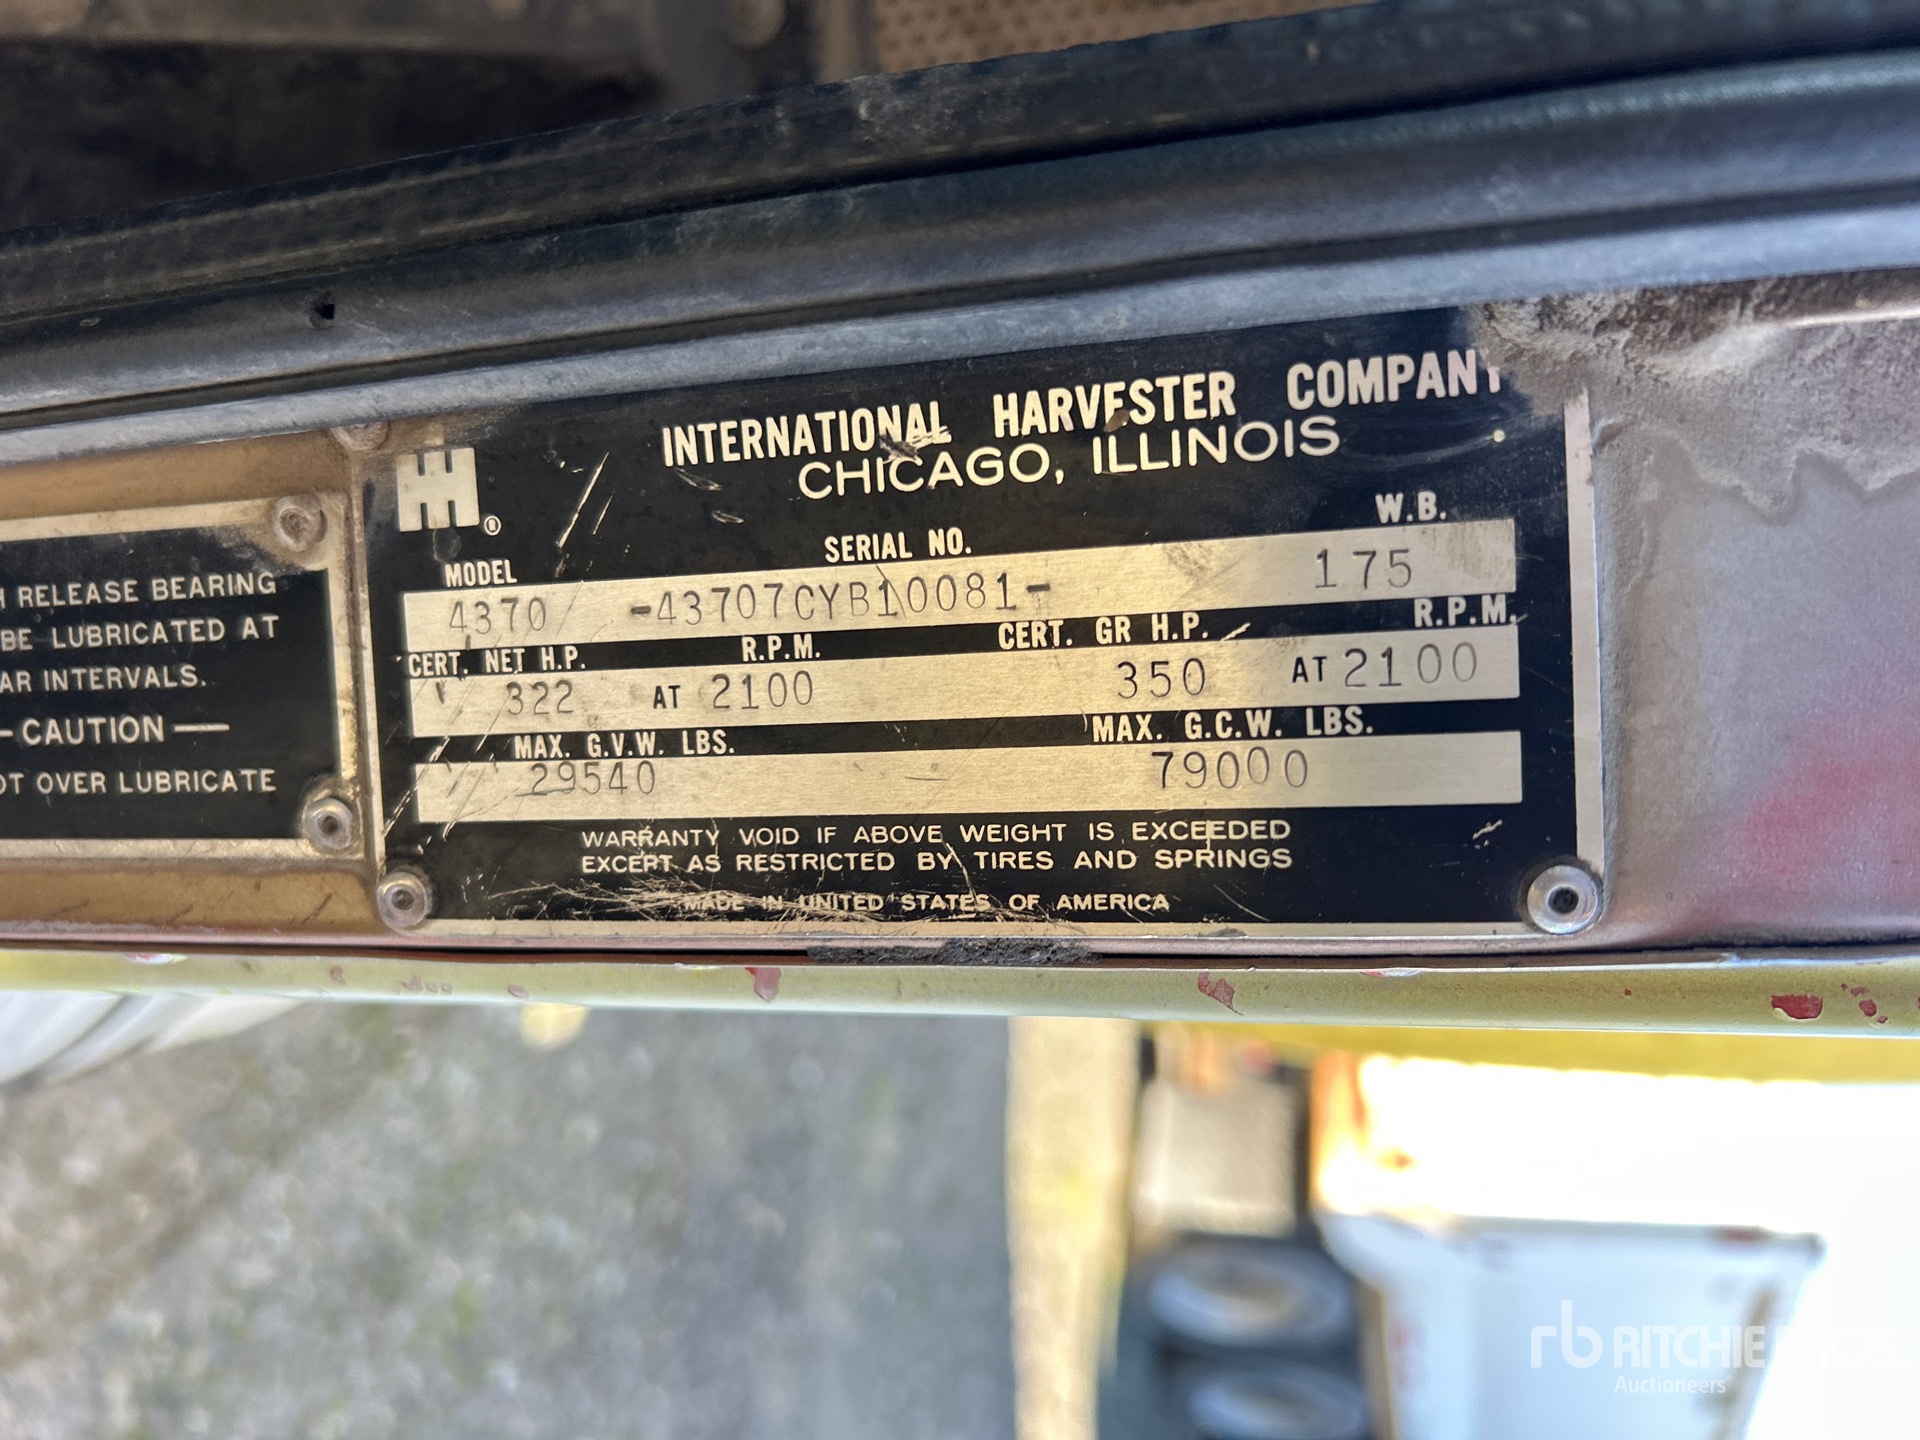 H RELEASE BEARING
BE LUBRICATED AT
AR INTERVALS.
- CAUTION —
OT OVER LUBRICATE
INTERNATIONAL HARVESTER COMPANY
CHICAGO, ILLINOIS
®
MODEL SERIAL NO. W.B.
4370 -43707CYB10081- 175
CERT. NET H.P. R.P.M. CERT. GR H.P. R.P.M.
322 AT 2100 350 AT 2100
MAX. G.V.W. LBS. MAX. G.C.W. LBS.
29540 79000
WARRANTY VOID IF ABOVE WEIGHT IS EXCEEDED
EXCEPT AS RESTRICTED BY TIRES AND SPRINGS
MADE IN UNITED STATES OF AMERICA
rb RITCHIE BROS.
Auctioneers